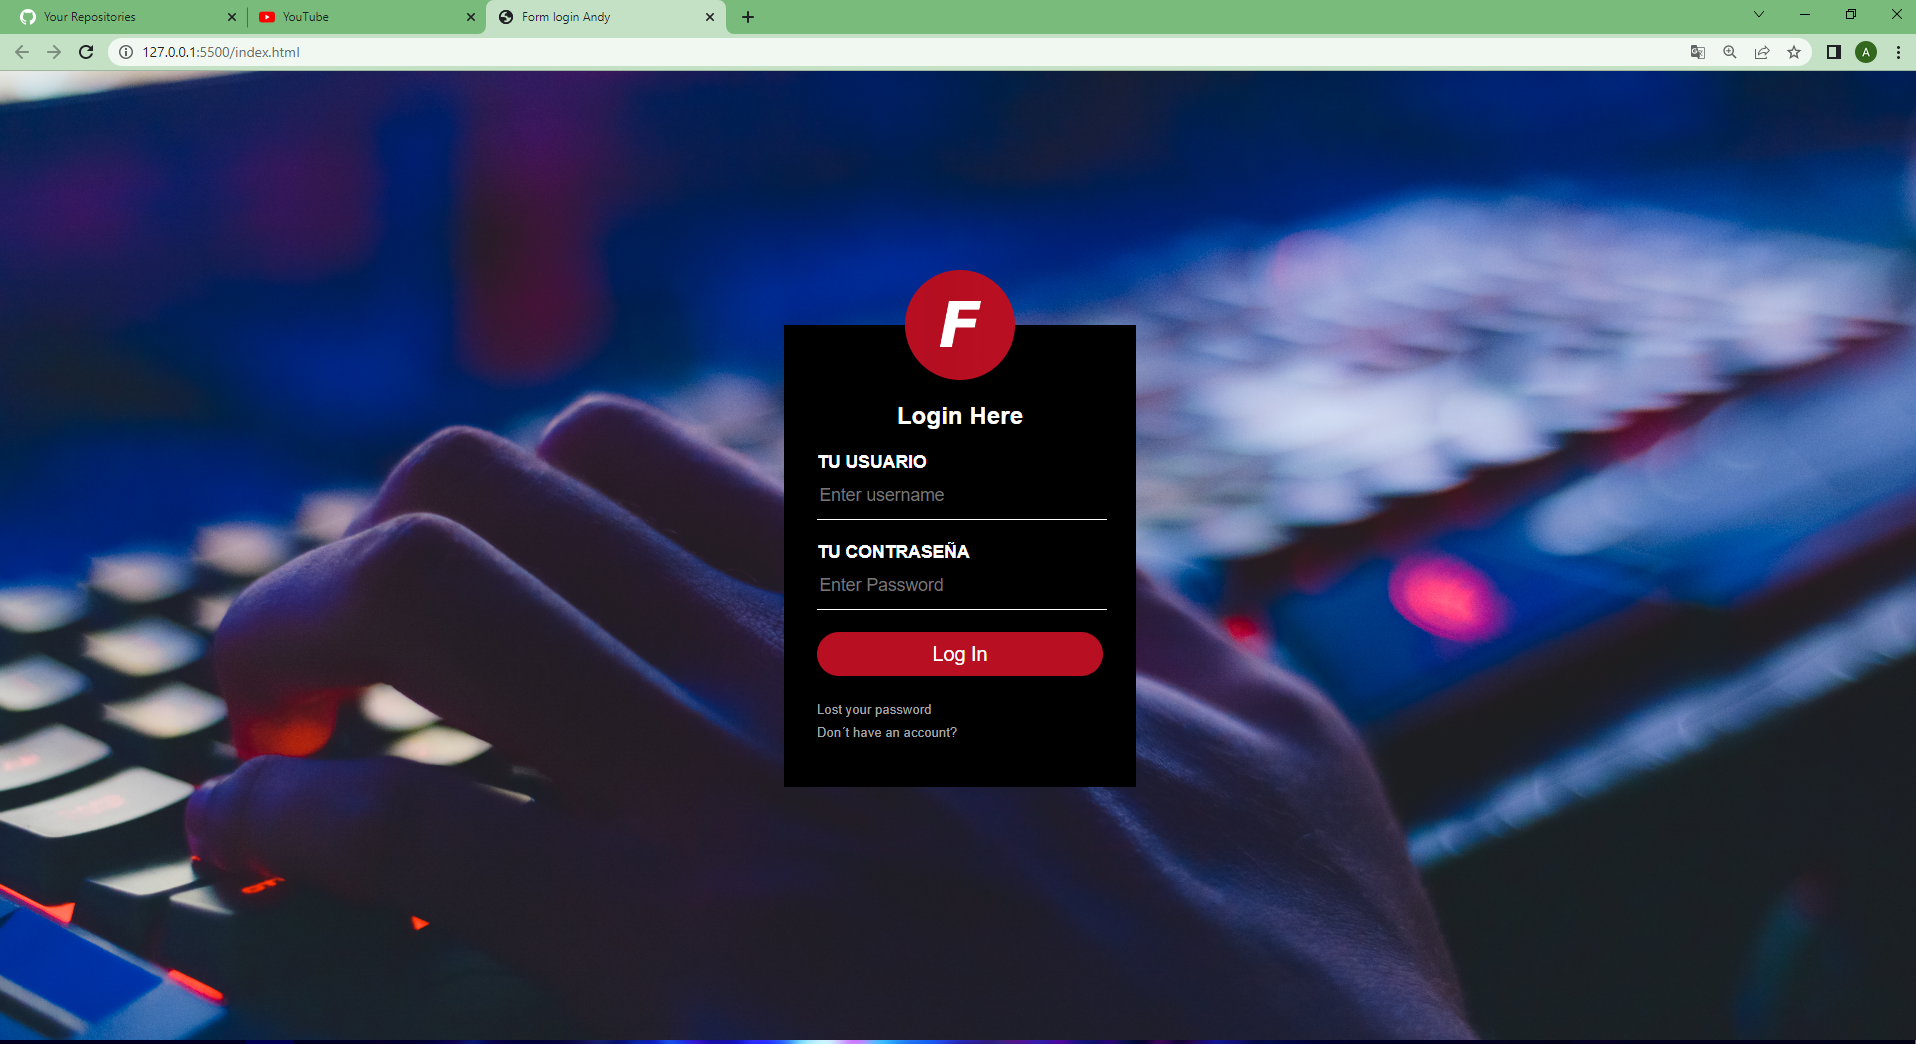 Your Repositories
YouTube
Form login Andy
127.0.0.1:5500/index.html
A
F
Login Here
TU USUARIO
Enter username
TU CONTRASEÑA
Enter Password
Log In
Lost your password
Don´t have an account?